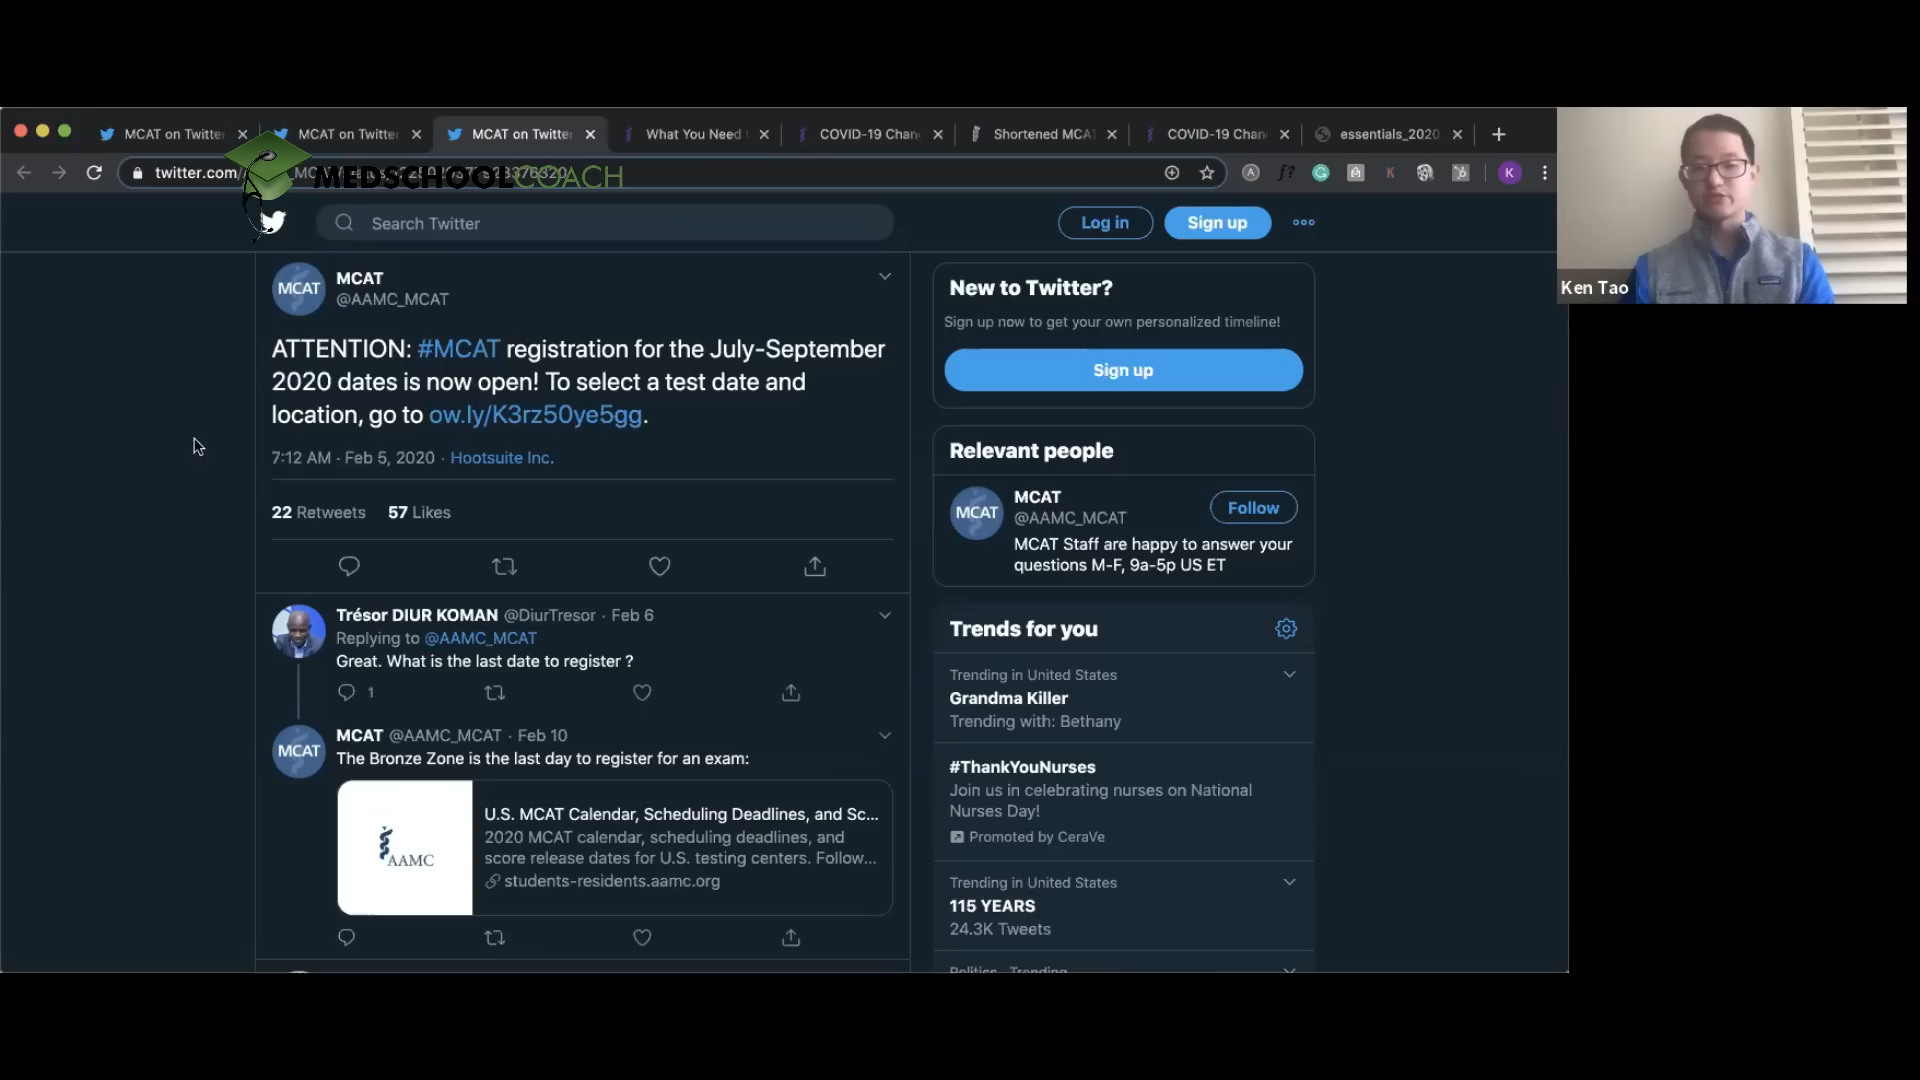 MCAT on Twitte
MCAT on Twitte
MCAT on Twitter
What You Need
COVID-19 Chan
Shortened MCA
COVID-19 Chan
essentials_2020
twitter.com/
MEDSCHOOLCOACH
Search Twitter
Log in
Sign up
MCAT
MCAT
@AAMC_MCAT
ATTENTION: #MCAT registration for the July-September
2020 dates is now open! To select a test date and
location, go to ow.ly/K3rz50ye5gg.
7:12 AM · Feb 5, 2020 · Hootsuite Inc.
22 Retweets 57 Likes
Trésor DIUR KOMAN @DiurTresor · Feb 6
Replying to @AAMC_MCAT
Great. What is the last date to register ?
1
MCAT
MCAT @AAMC_MCAT · Feb 10
The Bronze Zone is the last day to register for an exam:
AAMC
U.S. MCAT Calendar, Scheduling Deadlines, and Sc...
2020 MCAT calendar, scheduling deadlines, and
score release dates for U.S. testing centers. Follow...
students-residents.aamc.org
New to Twitter?
Sign up now to get your own personalized timeline!
Sign up
Relevant people
MCAT
MCAT
@AAMC_MCAT
Follow
MCAT Staff are happy to answer your
questions M-F, 9a-5p US ET
Trends for you
Trending in United States
Grandma Killer
Trending with: Bethany
#ThankYouNurses
Join us in celebrating nurses on National
Nurses Day!
Promoted by CeraVe
Trending in United States
115 YEARS
24.3K Tweets
Politics · Trending
Ken Tao